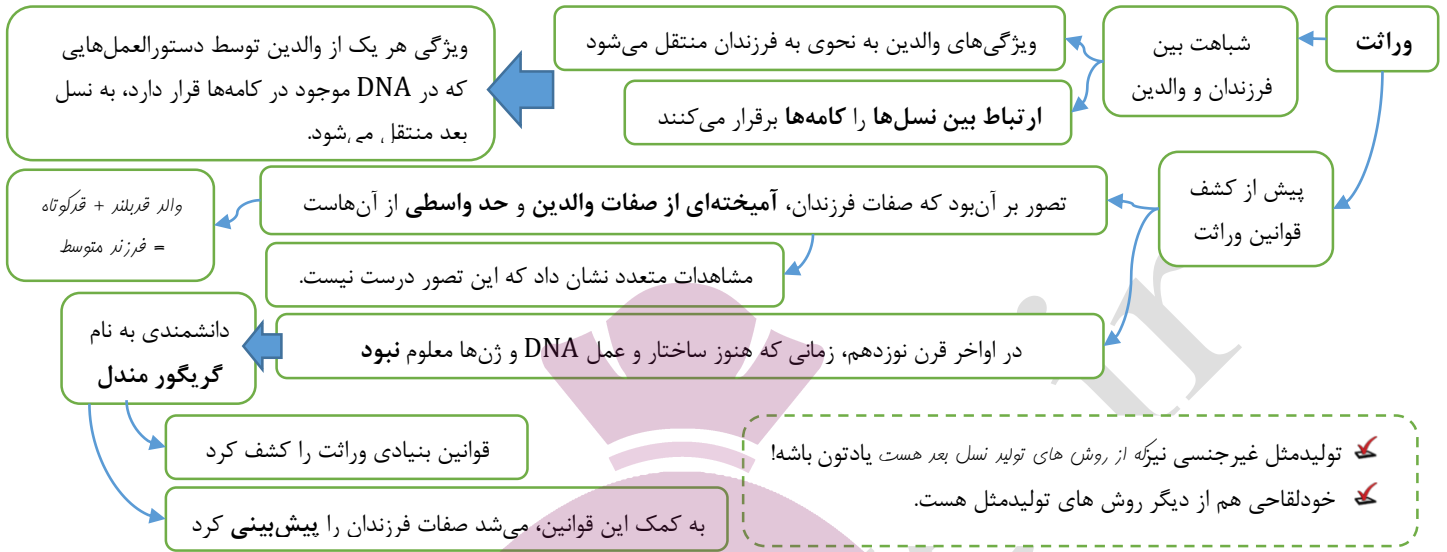 وراثت
شباهت بین
فرزندان و والدین
ویژگی‌های والدین به نحوی به فرزندان منتقل می‌شود
ارتباط بین نسل‌ها را کامه‌ها برقرار می‌کنند
ویژگی هر یک از والدین توسط دستورالعمل‌هایی
که در DNA موجود در کامه‌ها قرار دارد، به نسل
بعد منتقل می‌شود.
پیش از کشف
قوانین وراثت
تصور بر آن‌بود که صفات فرزندان، آمیخته‌ای از صفات والدین و حد واسطی از آن‌هاست
والد قدبلند + قدکوتاه
= فرزند متوسط
مشاهدات متعدد نشان داد که این تصور درست نیست.
در اواخر قرن نوزدهم، زمانی که هنوز ساختار و عمل DNA و ژن‌ها معلوم نبود
دانشمندی به نام
گریگور مندل
قوانین بنیادی وراثت را کشف کرد
به کمک این قوانین، می‌شد صفات فرزندان را پیش‌بینی کرد
تولیدمثل غیرجنسی نیزکه از روش های تولید نسل بعد هست یادتون باشه!
خودلقاحی هم از دیگر روش های تولیدمثل هست.